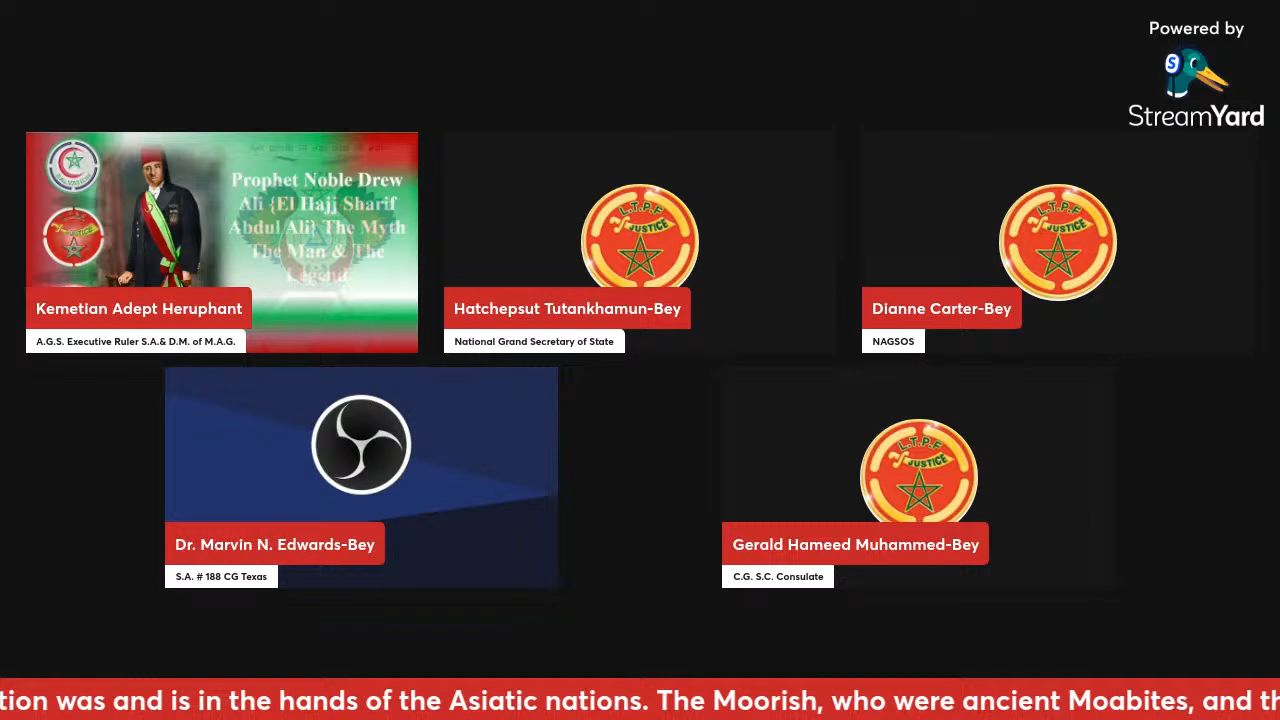 Powered by
StreamYard
Prophet Noble Drew
Ali {El Hajj Sharif
Abdul Ali} The Myth
The Man & The
Legend.
Kemetian Adept Heruphant
A.G.S. Executive Ruler S.A.& D.M. of M.A.G.
L.T.P.F
JUSTICE
Hatchepsut Tutankhamun-Bey
National Grand Secretary of State
L.T.P.F
JUSTICE
Dianne Carter-Bey
NAGSOS
Dr. Marvin N. Edwards-Bey
S.A. # 188 CG Texas
L.T.P.F
JUSTICE
Gerald Hameed Muhammed-Bey
C.G. S.C. Consulate
tion was and is in the hands of the Asiatic nations. The Moorish, who were ancient Moabites, and th